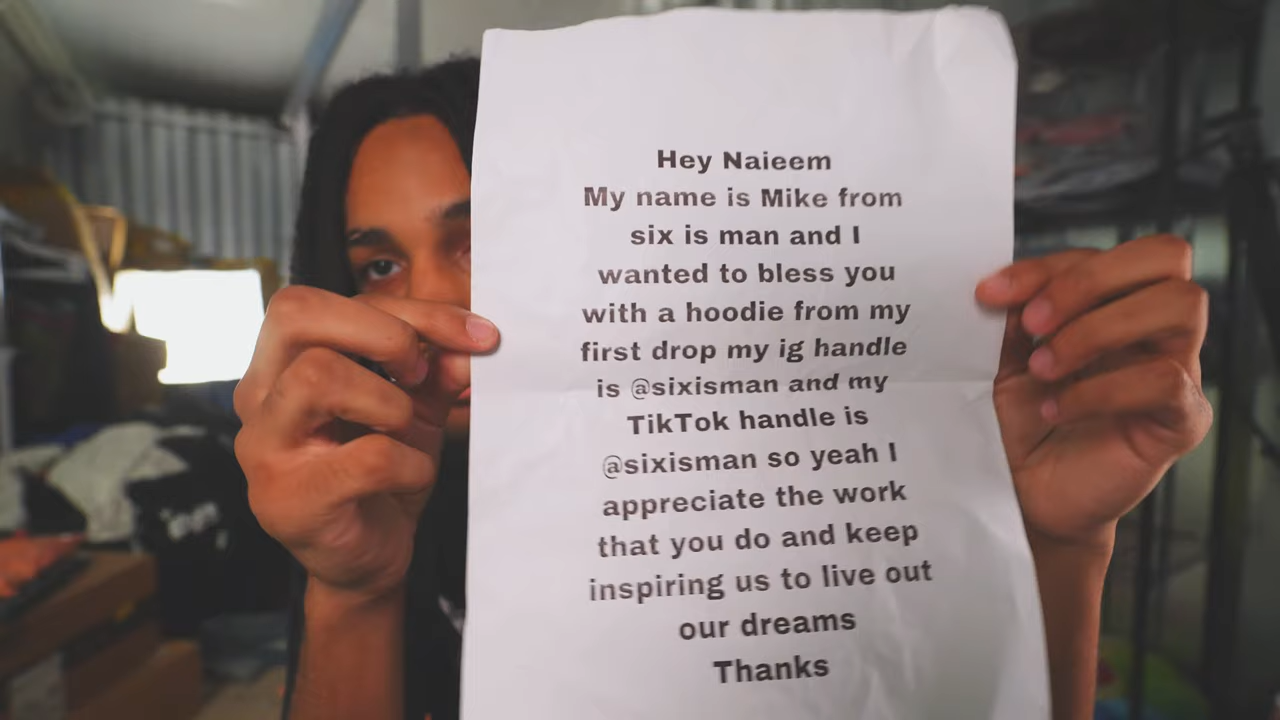 Hey Naieem
My name is Mike from
six is man and I
wanted to bless you
with a hoodie from my
first drop my ig handle
is @sixisman and my
TikTok handle is
@sixisman so yeah I
appreciate the work
that you do and keep
inspiring us to live out
our dreams
Thanks